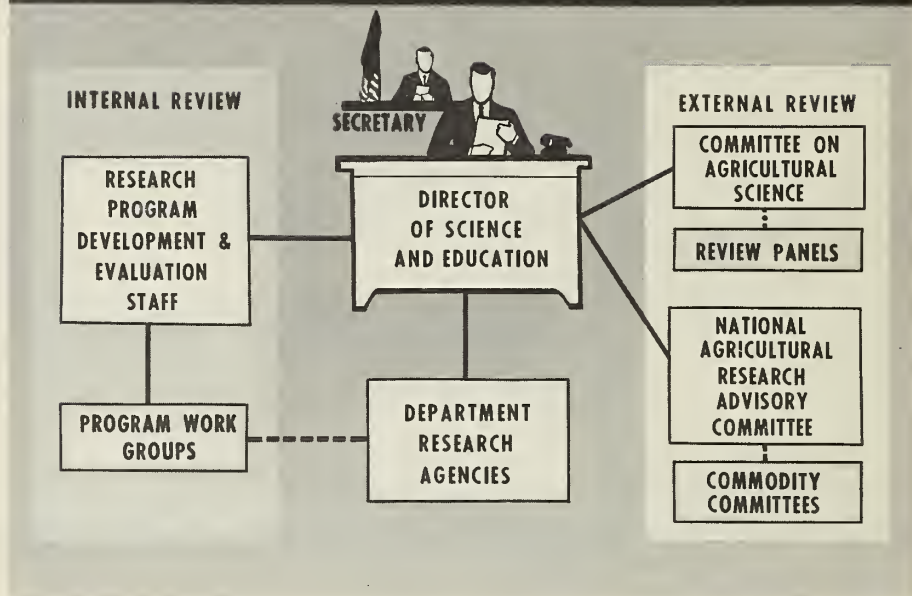 INTERNAL REVIEW
RESEARCH
PROGRAM
DEVELOPMENT &
EVALUATION
STAFF
PROGRAM WORK
GROUPS
SECRETARY
DIRECTOR
OF SCIENCE
AND EDUCATION
DEPARTMENT
RESEARCH
AGENCIES
EXTERNAL REVIEW
COMMITTEE ON
AGRICULTURAL
SCIENCE
REVIEW PANELS
NATIONAL
AGRICULTURAL
RESEARCH
ADVISORY
COMMITTEE
COMMODITY
COMMITTEES